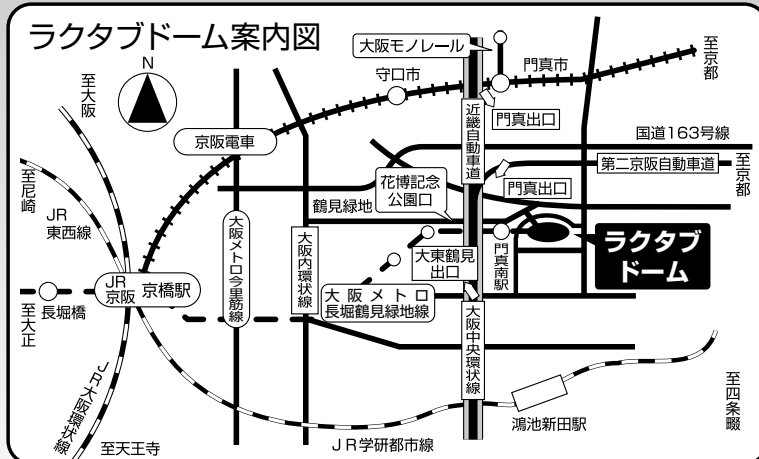 ラクタブドーム案内図
N
大阪モノレール
至京都
門真市
守口市
至大阪
近畿自動車道
門真出口
国道163号線
京阪電車
第二京阪自動車道
至京都
花博記念
公園口
門真出口
至尼崎
鶴見緑地
JR
東西線
大阪メトロ今里筋線
大阪内環状線
大東鶴見
出口
門真南駅
ラクタブ
ドーム
JR
京阪
京橋駅
大阪メトロ
長堀鶴見緑地線
長堀橋
至大正
大阪中央環状線
JR大阪環状線
至四条畷
鴻池新田駅
至天王寺
JR学研都市線